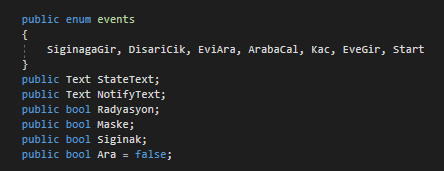 public enum events
{
SiginagaGir, DisariCik, EviAra, ArabaCal, Kac, EveGir, Start
}
public Text StateText;
public Text NotifyText;
public bool Radyasyon;
public bool Maske;
public bool Siginak;
public bool Ara = false;